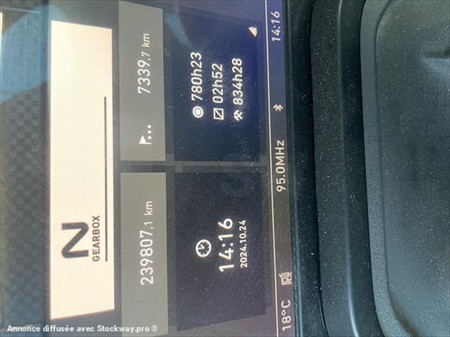 N
GEARBOX
239807.1 km
7339.7 km
14:16
2024.10.24
780h23
02h52
834h28
18°C
95.0MHz
14:16
Annonce diffusée avec Stockway.pro ®